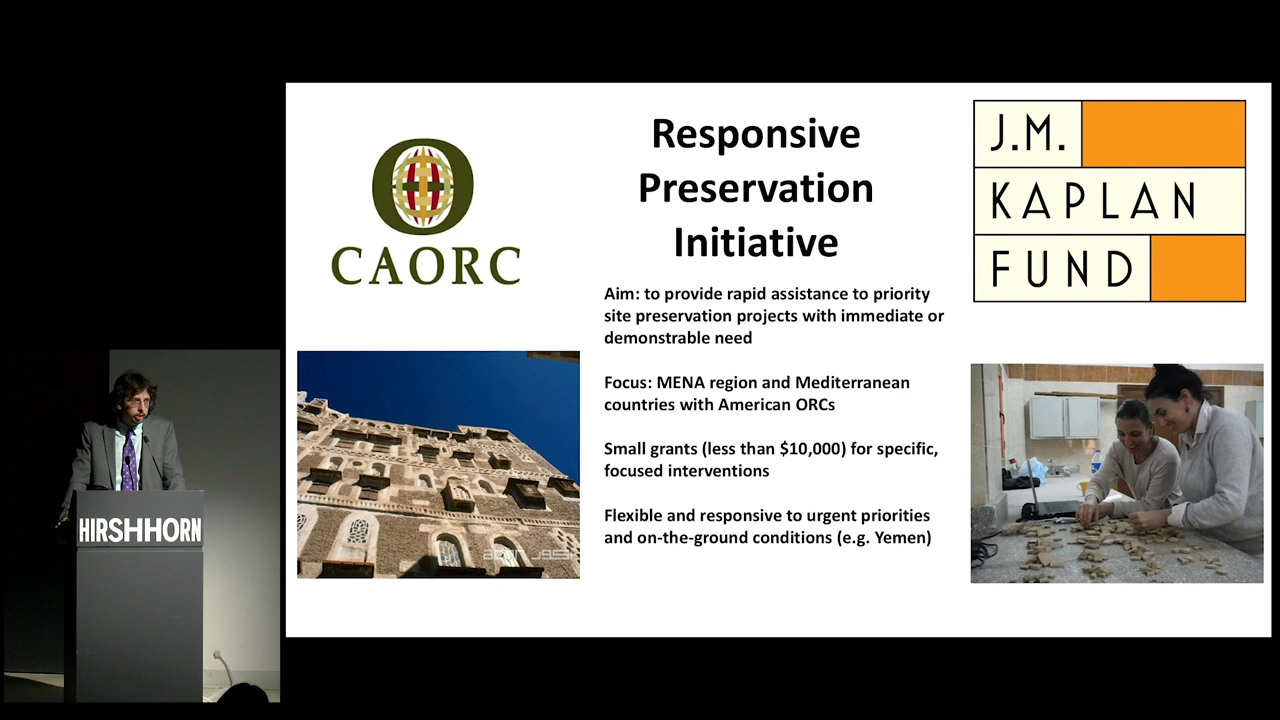 HIRSHHORN
CAORC
Responsive
Preservation
Initiative
Aim: to provide rapid assistance to priority
site preservation projects with immediate or
demonstrable need
Focus: MENA region and Mediterranean
countries with American ORCs
Small grants (less than $10,000) for specific,
focused interventions
Flexible and responsive to urgent priorities
and on-the-ground conditions (e.g. Yemen)
J.M.
KAPLAN
FUND